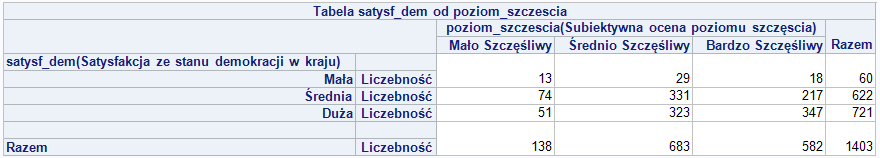 Tabela satysf_dem od poziom_szczescia
poziom_szczescia(Subiektywna ocena poziomu szczęscia)
Mało Szczęśliwy Średnio Szczęśliwy Bardzo Szczęśliwy Razem
satysf_dem(Satysfakcja ze stanu demokracji w kraju)
Mała Liczebność 13 29 18 60
Średnia Liczebność 74 331 217 622
Duża Liczebność 51 323 347 721
Razem Liczebność 138 683 582 1403